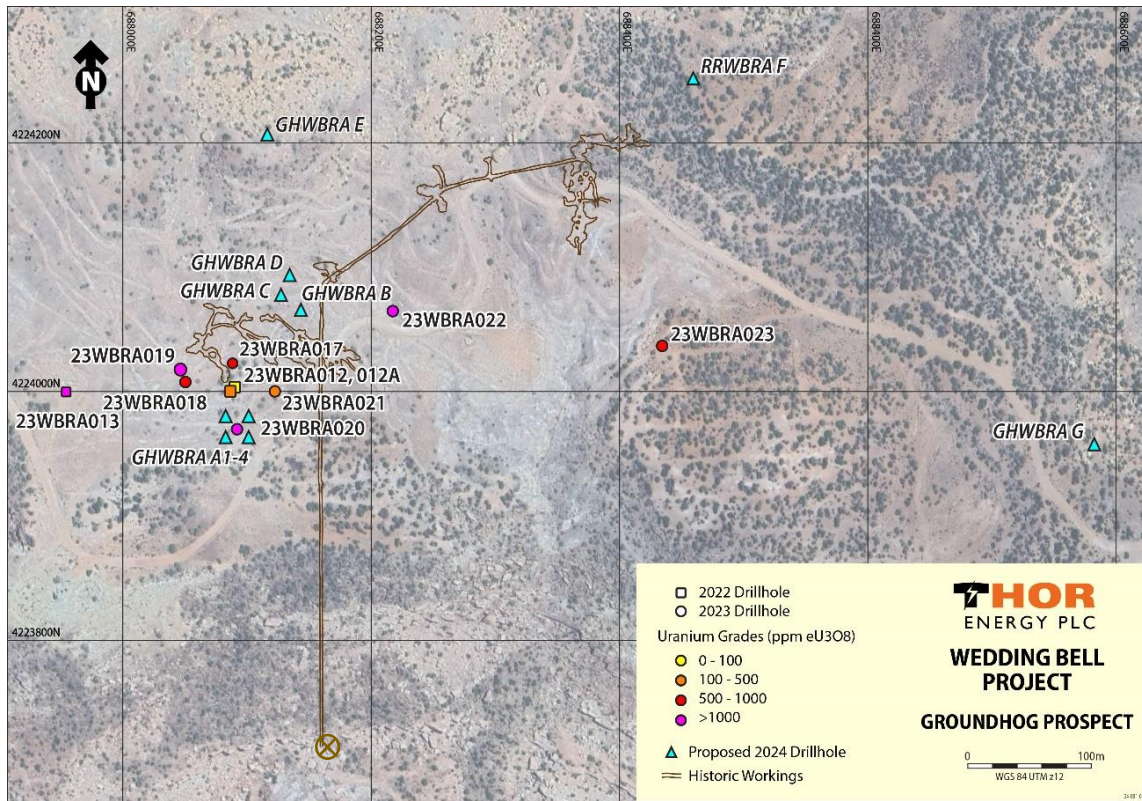 688000E
688200E
688400E
688400E
688600E
N
RRWBRA F
4224200N
GHWBRA E
GHWBRA D
GHWBRA C
GHWBRA B
23WBRA022
23WBRA019
23WBRA017
23WBRA023
23WBRA012, 012A
4224000N
23WBRA018
23WBRA021
23WBRA013
23WBRA020
GHWBRA A1-4
GHWBRA G
4223800N
2022 Drillhole
2023 Drillhole
Uranium Grades (ppm eU3O8)
0 - 100
100 - 500
500 - 1000
>1000
Proposed 2024 Drillhole
Historic Workings
THOR
ENERGY PLC
WEDDING BELL
PROJECT
GROUNDHOG PROSPECT
0 100m
WGS 84 UTM z12